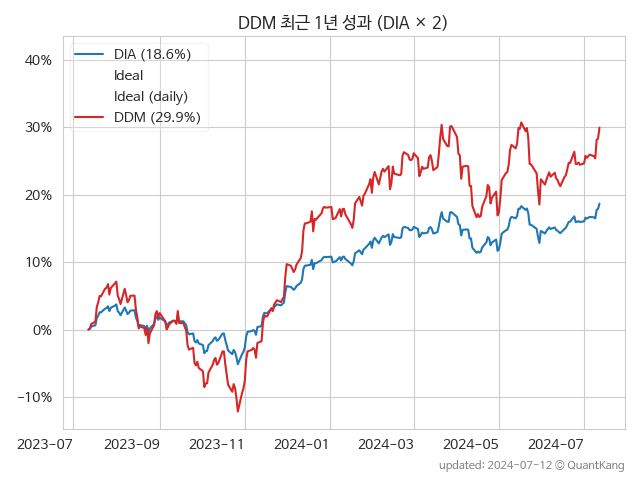 DDM 최근 1년 성과 (DIA × 2)
DIA (18.6%)
Ideal
Ideal (daily)
DDM (29.9%)
40%
30%
20%
10%
0%
−10%
2023−07
2023−09
2023−11
2024−01
2024−03
2024−05
2024−07
updated: 2024−07−12 © QuantKang